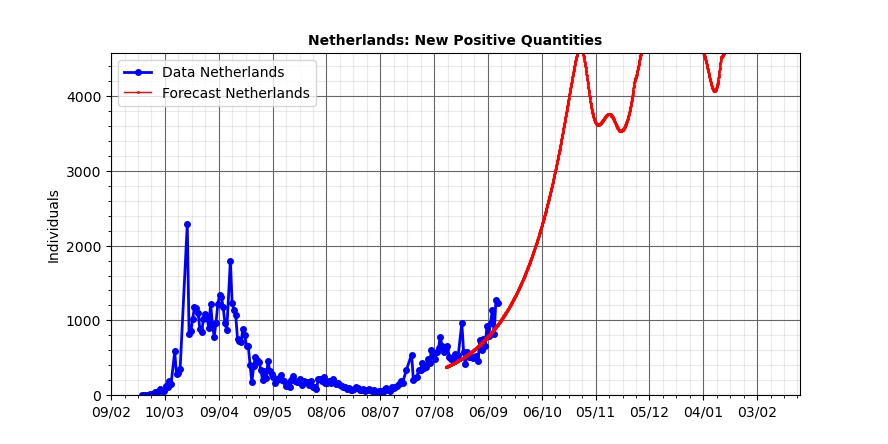 Netherlands: New Positive Quantities
Data Netherlands
Forecast Netherlands
Individuals
4000
3000
2000
1000
0
09/02 10/03 09/04 09/05 08/06 08/07 07/08 06/09 06/10 05/11 05/12 04/01 03/02